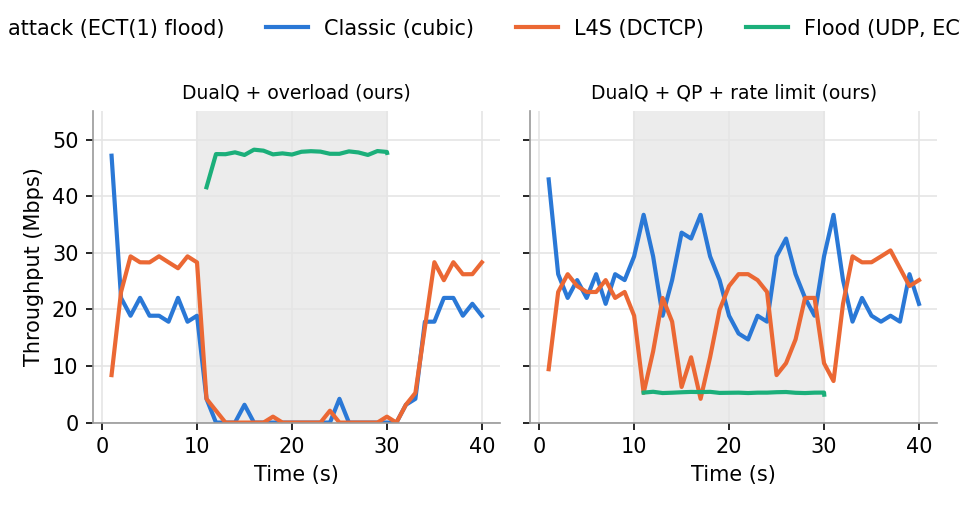 attack (ECT(1) flood) Classic (cubic) L4S (DCTCP) Flood (UDP, EC
DualQ + overload (ours) DualQ + QP + rate limit (ours)
Throughput (Mbps)
50
40
30
20
10
0
0 10 20 30 40 0 10 20 30 40
Time (s) Time (s)